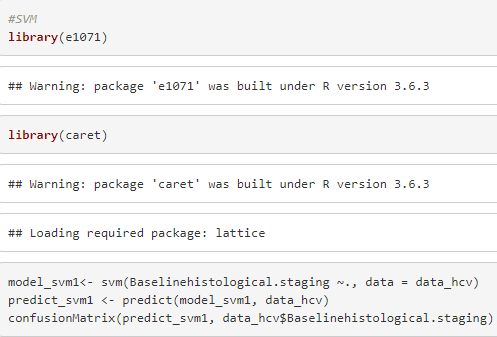 #SVM
library(e1071)
## Warning: package 'e1071' was built under R version 3.6.3
library(caret)
## Warning: package 'caret' was built under R version 3.6.3
## Loading required package: lattice
model_svm1<- svm(Baselinehistological.staging ~., data = data_hcv)
predict_svm1 <- predict(model_svm1, data_hcv)
confusionMatrix(predict_svm1, data_hcv$Baselinehistological.staging)